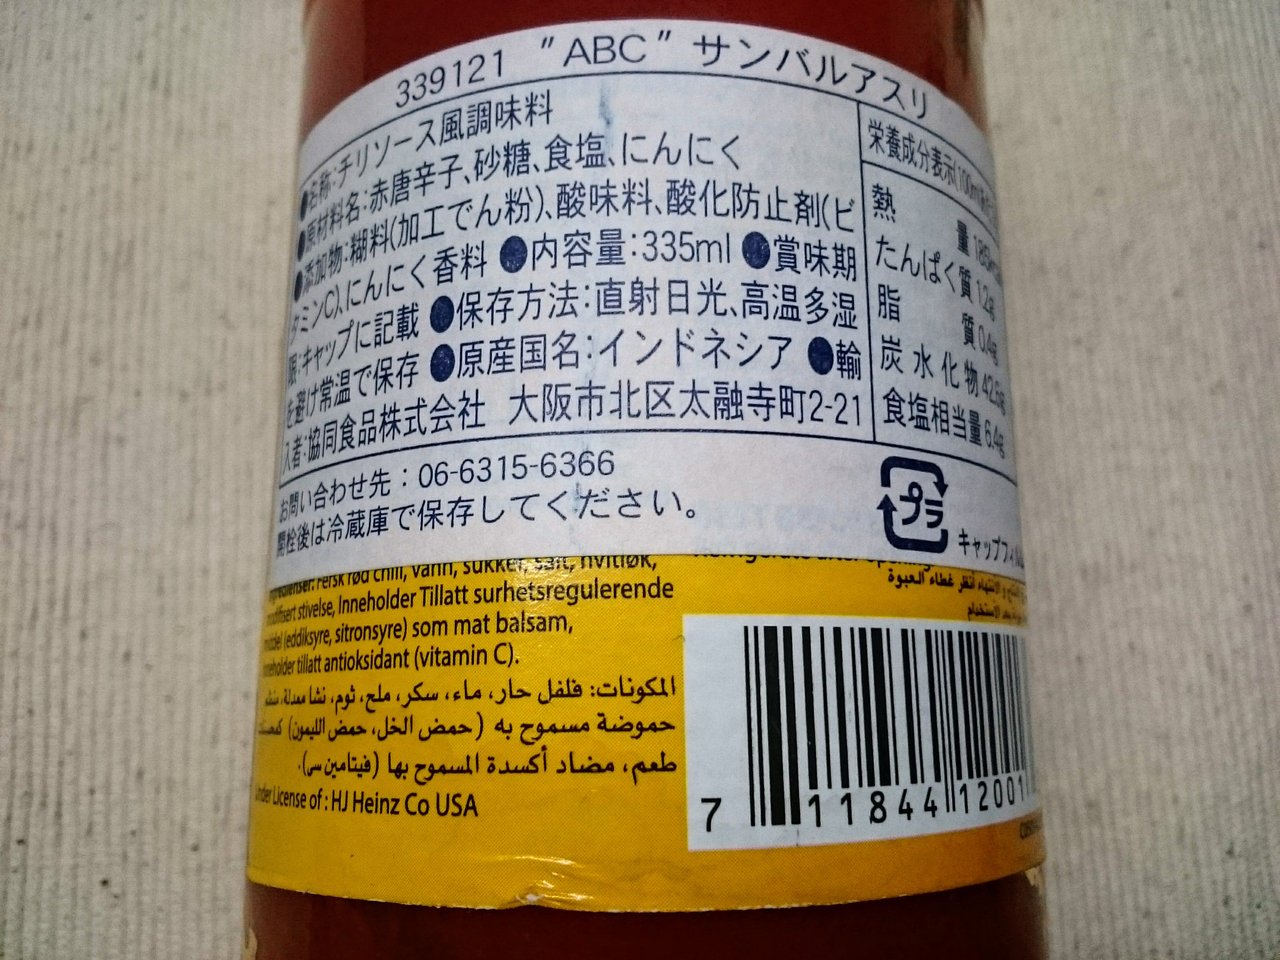 339121 "ABC" サンバルアスリ
●名称:チリソース風調味料
●原材料名:赤唐辛子、砂糖、食塩、にんにく
●添加物:糊料(加工でん粉)、酸味料、酸化防止剤(ビ
タミンC)、にんにく香料 ●内容量:335ml ●賞味期
限:キャップに記載 ●保存方法:直射日光、高温多湿
を避け常温で保存 ●原産国名:インドネシア ●輸
入者:協同食品株式会社 大阪市北区太融寺町2-21
栄養成分表示(100ml
熱 量
たんぱく質
脂 質 0.4g
炭水化物
食塩相当量 6.4g
お問い合わせ先:06-6315-6366
開栓後は冷蔵庫で保存してください。
プラ
キャップ
Fersk rød chili, vann, sukker, salt, hvitløk,
stivelse, Inneholder Tillatt surhetsregulerende
(eddiksyre, sitronsyre) som mat balsam,
tillatt antioksidant (vitamin C).
المكونات: فلفل حار، ماء، سكر، ملح، ثوم، نشا معدلة،
حموضة مسموح به (حمض الخل، حمض الليمون)
طعم، مضاد أكسدة المسموح بها (فيتامين سي).
Under License of : HJ Heinz Co USA
انظر غطاء العبوة
7 11844 12001